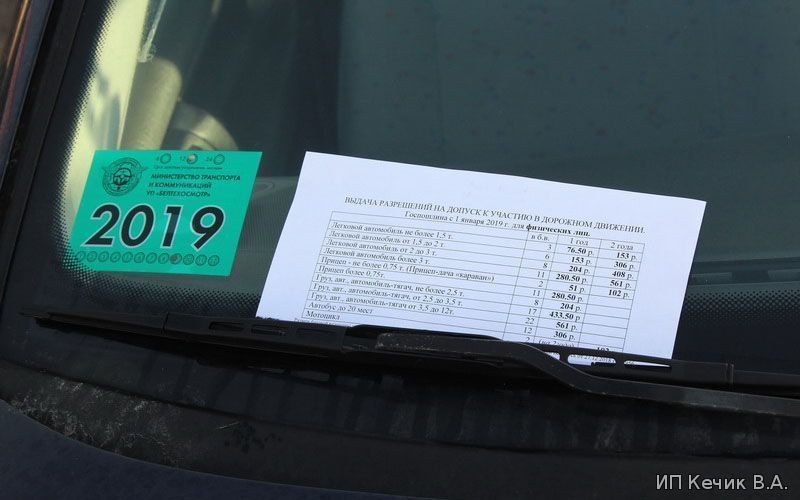 6 12 24
МИНИСТЕРСТВО ТРАНСПОРТА
И КОММУНИКАЦИЙ
УП «БЕЛТЕХОСМОТР»
2019
ВЫДАЧА РАЗРЕШЕНИЙ НА ДОПУСК К УЧАСТИЮ В ДОРОЖНОМ ДВИЖЕНИИ.
Госпошлина с 1 января 2019 г. для физических лиц.
в б.в. 1 год 2 года
Легковой автомобиль не более 1,5 т. 3 76.50 р. 153 р.
Легковой автомобиль от 1,5 до 2 т. 6 153 р. 306 р.
Легковой автомобиль от 2 до 3 т. 8 204 р. 408 р.
Легковой автомобиль более 3 т. 11 280.50 р. 561 р.
Прицеп - не более 0,75 т. (Прицеп-дача «караван») 2 51 р. 102 р.
Прицеп более 0,75т. 11 280.50 р.
Груз, авт., автомобиль-тягач, не более 2,5 т. 8 204 р.
Груз, авт., автомобиль-тягач, от 2,5 до 3,5 т. 17 433.50 р.
Груз, авт., автомобиль-тягач от 3,5 до 12т. 22 561 р.
Автобус до 20 мест 12 306 р.
Мотоцикл 2
ИП Кечик В.А.